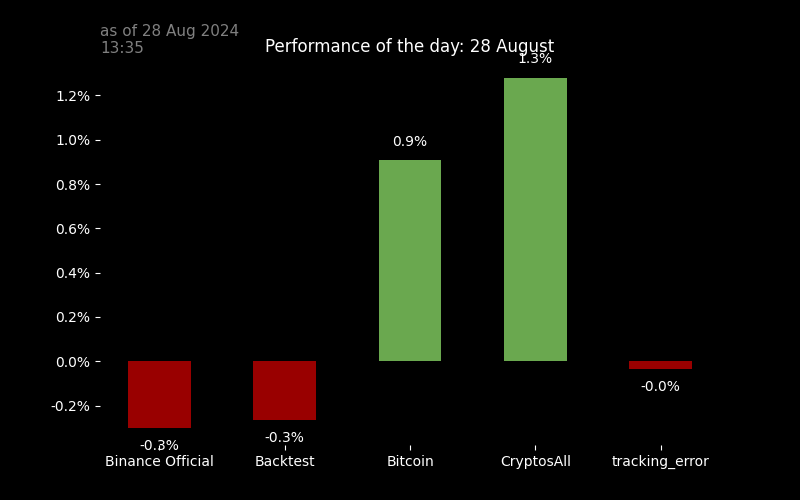 as of 28 Aug 2024
13:35
Performance of the day: 28 August
1.3%
1.2%
1.0%
0.9%
0.8%
0.6%
0.4%
0.2%
0.0%
-0.2%
-0.0%
-0.3%
-0.3%
Binance Official
Backtest
Bitcoin
CryptosAll
tracking_error